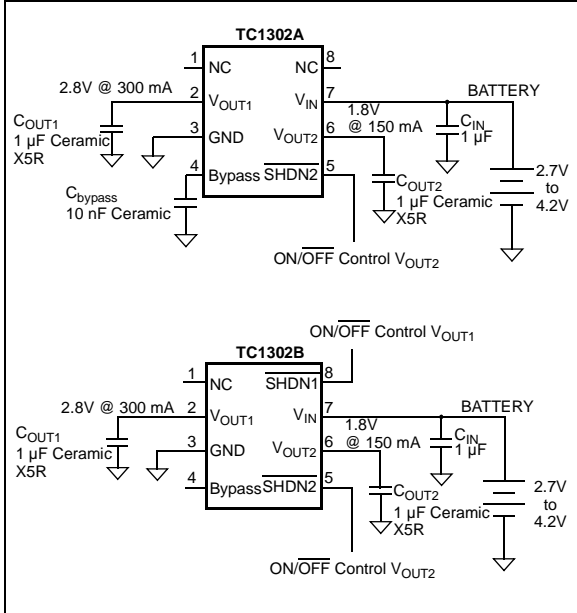 TC1302A
1
NC
NC
8
2.8V @ 300 mA
2
VOUT1
VIN
7
BATTERY
COUT1
1 µF Ceramic
X5R
3
GND
VOUT2
6
1.8V
@ 150 mA
CIN
1 µF
4
Bypass
SHDN2
5
Cbypass
10 nF Ceramic
COUT2
1 µF Ceramic
X5R
2.7V
to
4.2V
ON/OFF Control VOUT2
ON/OFF Control VOUT1
TC1302B
1
NC
SHDN1
8
2.8V @ 300 mA
2
VOUT1
VIN
7
BATTERY
COUT1
1 µF Ceramic
X5R
3
GND
VOUT2
6
1.8V
@ 150 mA
CIN
1 µF
4
Bypass
SHDN2
5
COUT2
1 µF Ceramic
X5R
2.7V
to
4.2V
ON/OFF Control VOUT2